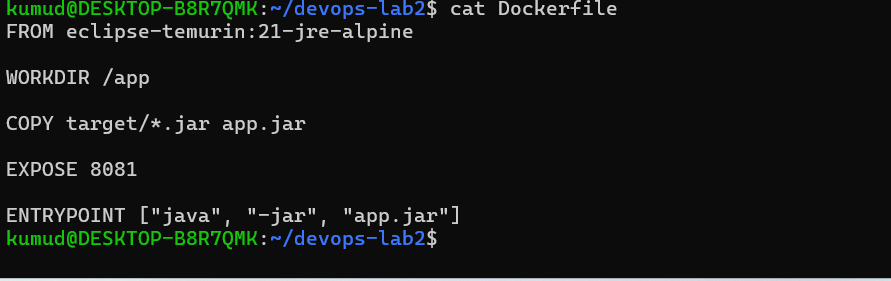 kumud@DESKTOP-B8R7QMK:~/devops-lab2$ cat Dockerfile
FROM eclipse-temurin:21-jre-alpine
WORKDIR /app
COPY target/*.jar app.jar
EXPOSE 8081
ENTRYPOINT ["java", "-jar", "app.jar"]
kumud@DESKTOP-B8R7QMK:~/devops-lab2$